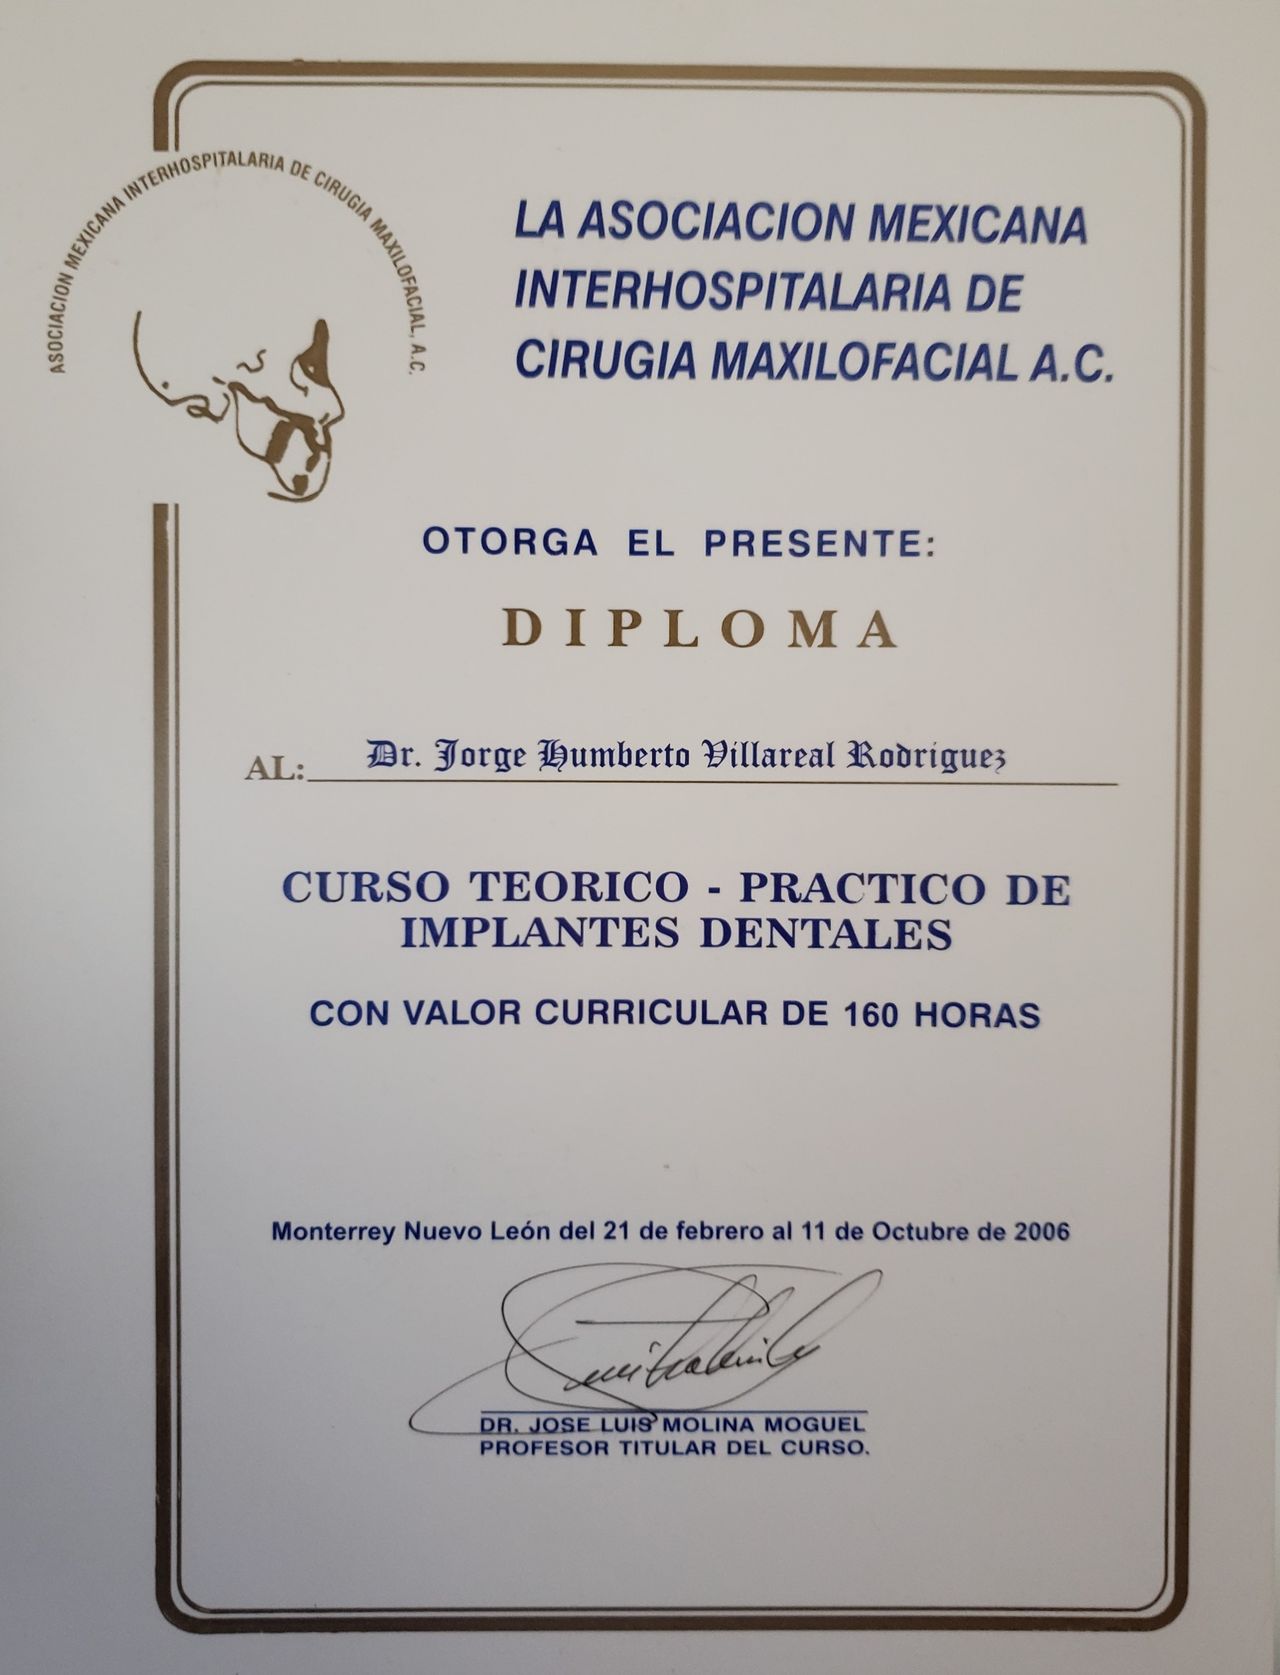 ASOCIACION MEXICANA INTERHOSPITALARIA DE CIRUGIA MAXILOFACIAL, A.C.
LA ASOCIACION MEXICANA
INTERHOSPITALARIA DE
CIRUGIA MAXILOFACIAL A.C.
OTORGA EL PRESENTE:
DIPLOMA
AL: Dr. Jorge Humberto Villareal Rodriguez
CURSO TEORICO - PRACTICO DE
IMPLANTES DENTALES
CON VALOR CURRICULAR DE 160 HORAS
Monterrey Nuevo León del 21 de febrero al 11 de Octubre de 2006
DR. JOSE LUIS MOLINA MOGUEL
PROFESOR TITULAR DEL CURSO.